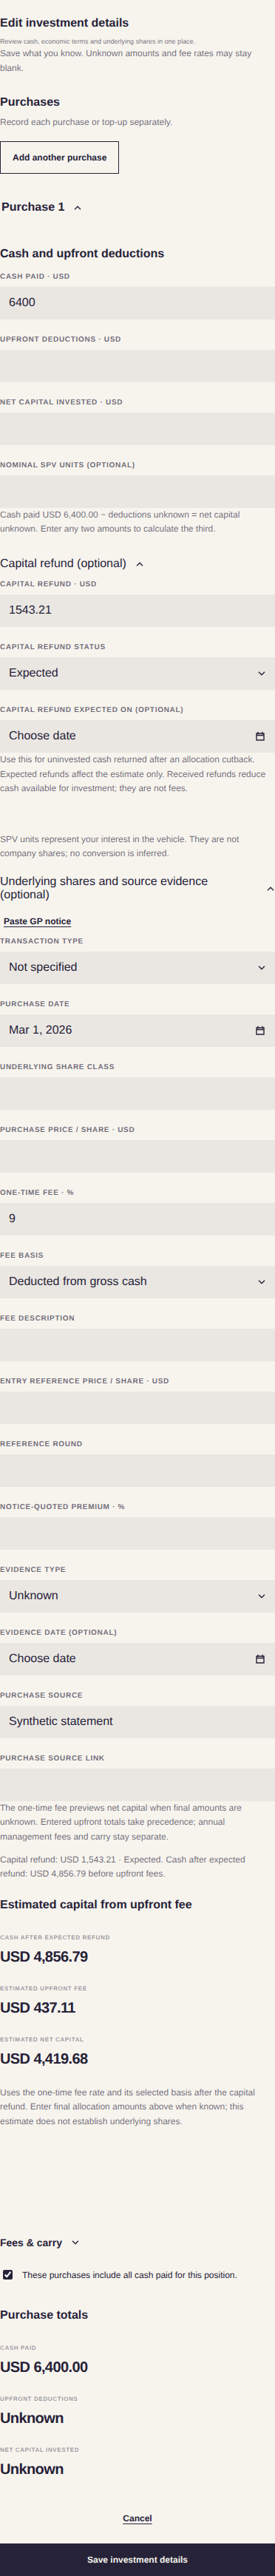 Edit investment details
Review cash, economic terms and underlying shares in one place.
Save what you know. Unknown amounts and fee rates may stay
blank.
Purchases
Record each purchase or top-up separately.
Add another purchase
Purchase 1
Cash and upfront deductions
CASH PAID · USD
6400
UPFRONT DEDUCTIONS · USD
NET CAPITAL INVESTED · USD
NOMINAL SPV UNITS (OPTIONAL)
Cash paid USD 6,400.00 − deductions unknown = net capital
unknown. Enter any two amounts to calculate the third.
Capital refund (optional)
CAPITAL REFUND · USD
1543.21
CAPITAL REFUND STATUS
Expected
CAPITAL REFUND EXPECTED ON (OPTIONAL)
Choose date
Use this for uninvested cash returned after an allocation cutback.
Expected refunds affect the estimate only. Received refunds reduce
cash available for investment; they are not fees.
SPV units represent your interest in the vehicle. They are not
company shares; no conversion is inferred.
Underlying shares and source evidence
(optional)
Paste GP notice
TRANSACTION TYPE
Not specified
PURCHASE DATE
Mar 1, 2026
UNDERLYING SHARE CLASS
PURCHASE PRICE / SHARE · USD
ONE-TIME FEE · %
9
FEE BASIS
Deducted from gross cash
FEE DESCRIPTION
ENTRY REFERENCE PRICE / SHARE · USD
REFERENCE ROUND
NOTICE-QUOTED PREMIUM · %
EVIDENCE TYPE
Unknown
EVIDENCE DATE (OPTIONAL)
Choose date
PURCHASE SOURCE
Synthetic statement
PURCHASE SOURCE LINK
The one-time fee previews net capital when final amounts are
unknown. Entered upfront totals take precedence; annual
management fees and carry stay separate.
Capital refund: USD 1,543.21 · Expected. Cash after expected
refund: USD 4,856.79 before upfront fees.
Estimated capital from upfront fee
CASH AFTER EXPECTED REFUND
USD 4,856.79
ESTIMATED UPFRONT FEE
USD 437.11
ESTIMATED NET CAPITAL
USD 4,419.68
Uses the one-time fee rate and its selected basis after the capital
refund. Enter final allocation amounts above when known; this
estimate does not establish underlying shares.
Fees & carry
These purchases include all cash paid for this position.
Purchase totals
CASH PAID
USD 6,400.00
UPFRONT DEDUCTIONS
Unknown
NET CAPITAL INVESTED
Unknown
Cancel
Save investment details